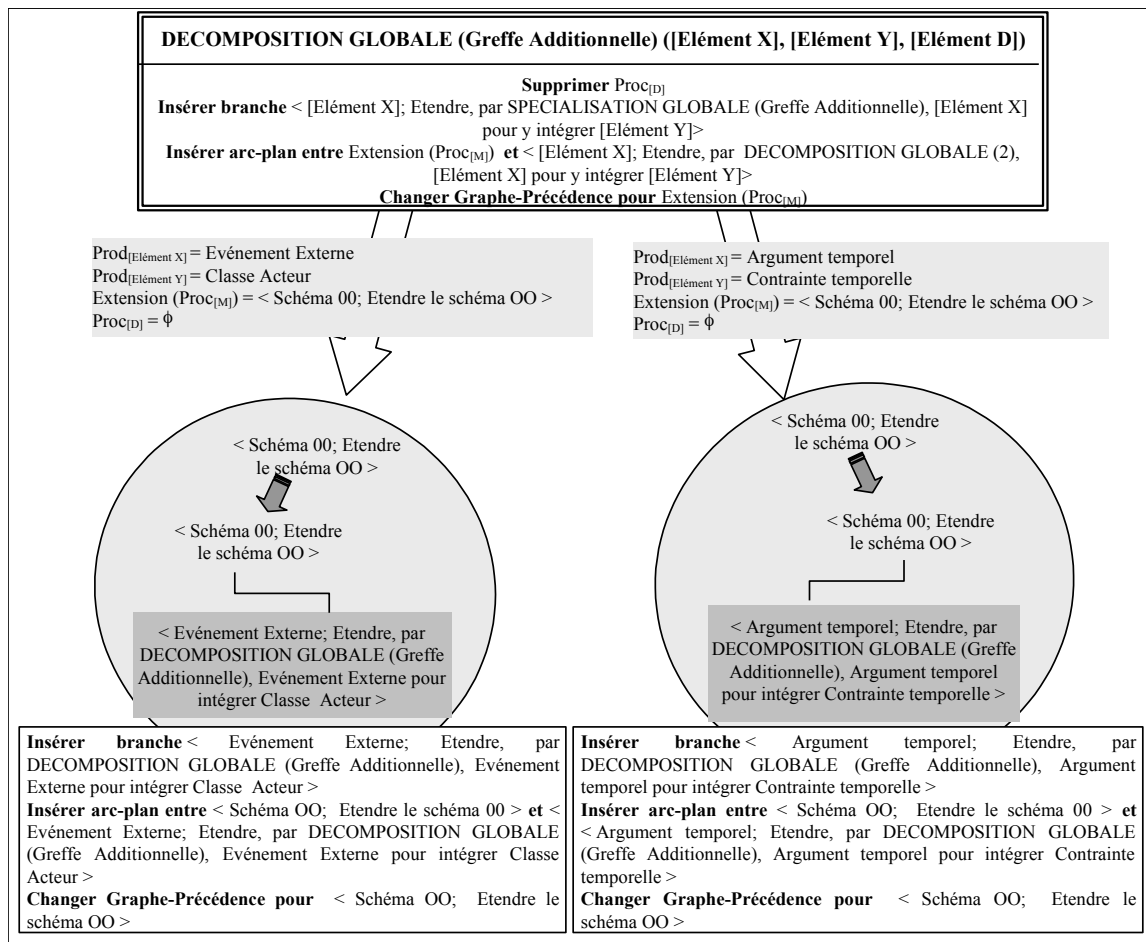 DECOMPOSITION GLOBALE (Greffe Additionnelle) ([Elément X], [Elément Y], [Elément D])
Supprimer Proc[D]
Insérer branche < [Elément X]; Etendre, par SPECIALISATION GLOBALE (Greffe Additionnelle), [Elément X]
pour y intégrer [Elément Y]>
Insérer arc-plan entre Extension (Proc[M]) et < [Elément X]; Etendre, par DECOMPOSITION GLOBALE (2),
[Elément X] pour y intégrer [Elément Y]>
Changer Graphe-Précédence pour Extension (Proc[M])
Prod[Elément X] = Evénement Externe
Prod[Elément Y] = Classe Acteur
Extension (Proc[M]) = < Schéma 00; Etendre le schéma OO >
Proc[D] = ϕ
Prod[Elément X] = Argument temporel
Prod[Elément Y] = Contrainte temporelle
Extension (Proc[M]) = < Schéma 00; Etendre le schéma OO >
Proc[D] = ϕ
< Schéma 00; Etendre
le schéma OO >
< Schéma 00; Etendre
le schéma OO >
< Evénement Externe; Etendre, par
DECOMPOSITION GLOBALE (Greffe
Additionnelle), Evénement Externe pour
intégrer Classe Acteur >
< Schéma 00; Etendre
le schéma OO >
< Schéma 00; Etendre
le schéma OO >
< Argument temporel; Etendre, par
DECOMPOSITION GLOBALE (Greffe
Additionnelle), Argument temporel
pour intégrer Contrainte temporelle >
Insérer branche < Evénement Externe; Etendre, par
DECOMPOSITION GLOBALE (Greffe Additionnelle), Evénement
Externe pour intégrer Classe Acteur >
Insérer arc-plan entre < Schéma OO; Etendre le schéma 00 > et <
Evénement Externe; Etendre, par DECOMPOSITION GLOBALE
(Greffe Additionnelle), Evénement Externe pour intégrer Classe
Acteur >
Changer Graphe-Précédence pour < Schéma OO; Etendre le
schéma OO >
Insérer branche < Argument temporel; Etendre, par
DECOMPOSITION GLOBALE (Greffe Additionnelle), Argument
temporel pour intégrer Contrainte temporelle >
Insérer arc-plan entre < Schéma OO; Etendre le schéma 00 > et
< Argument temporel; Etendre, par DECOMPOSITION GLOBALE
(Greffe Additionnelle), Argument temporel pour intégrer Contrainte
temporelle >
Changer Graphe-Précédence pour < Schéma OO; Etendre le
schéma OO >